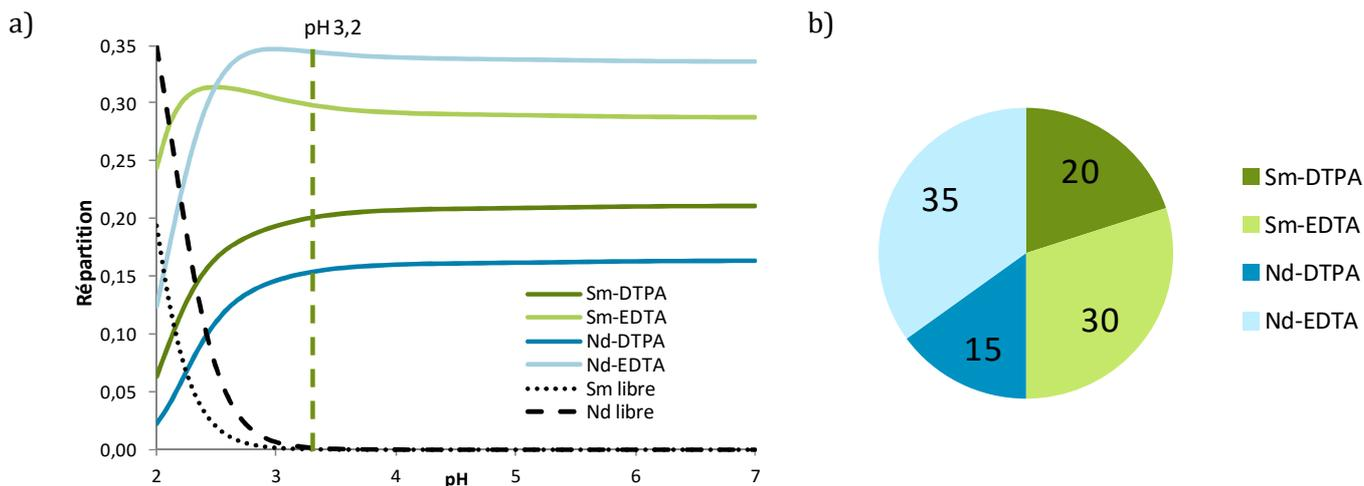 a)
pH 3,2
0,35
0,30
0,25
0,20
0,15
0,10
0,05
0,00
Répartition
2 3 4 5 6 7
pH
Sm-DTPA
Sm-EDTA
Nd-DTPA
Nd-EDTA
Sm libre
Nd libre
b)
20
30
15
35
Sm-DTPA
Sm-EDTA
Nd-DTPA
Nd-EDTA